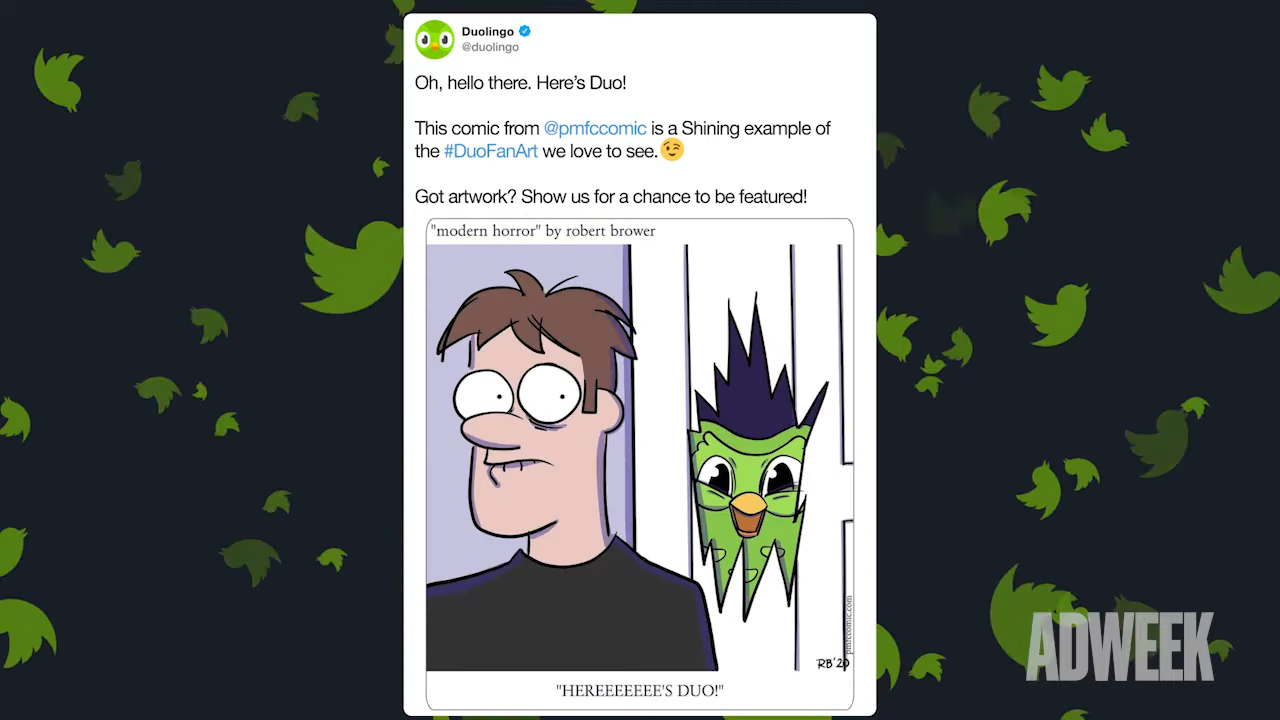 Duolingo
@duolingo
Oh, hello there. Here’s Duo!
This comic from @pmfccomic is a Shining example of
the #DuoFanArt we love to see.😉
Got artwork? Show us for a chance to be featured!
"modern horror" by robert brower
pmfccomic.com
RB'20
"HEREEEEEEE'S DUO!"
ADWEEK